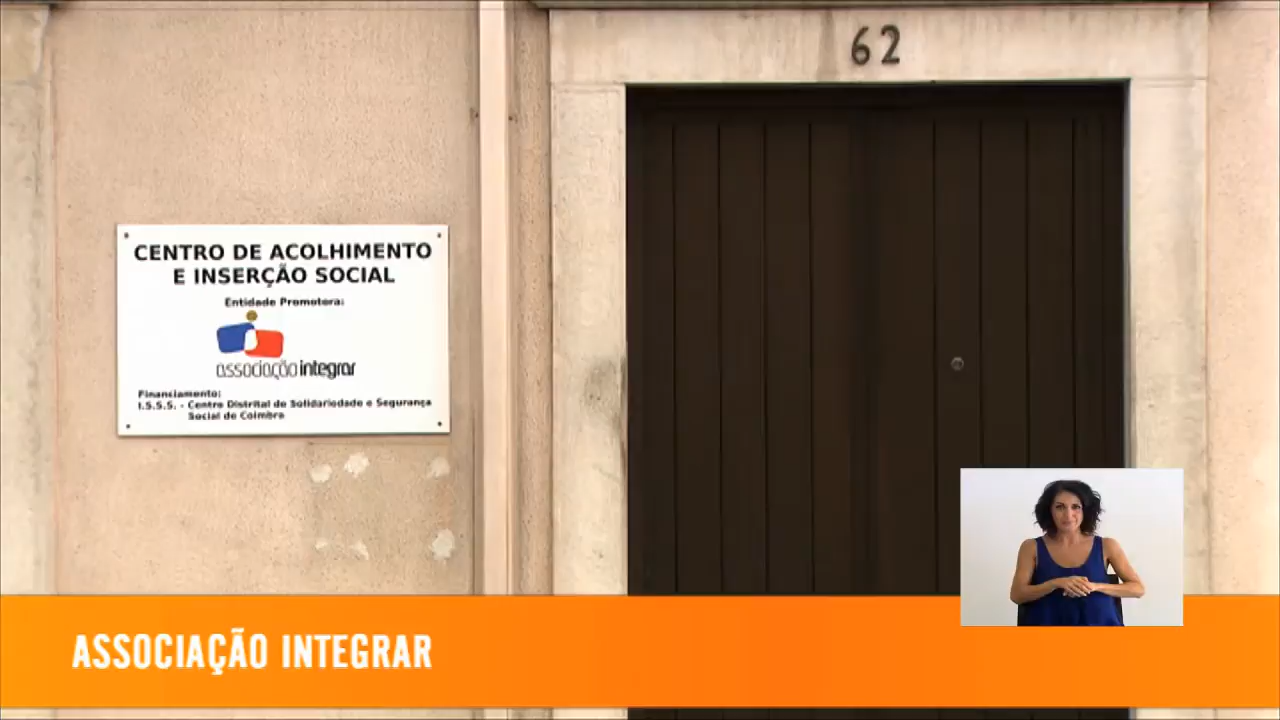 62
CENTRO DE ACOLHIMENTO
E INSERÇÃO SOCIAL
Entidade Promotora:
associação integrar
Financiamento:
I.S.S.S. - Centro Distrital de Solidariedade e Segurança
Social de Coimbra
ASSOCIAÇÃO INTEGRAR